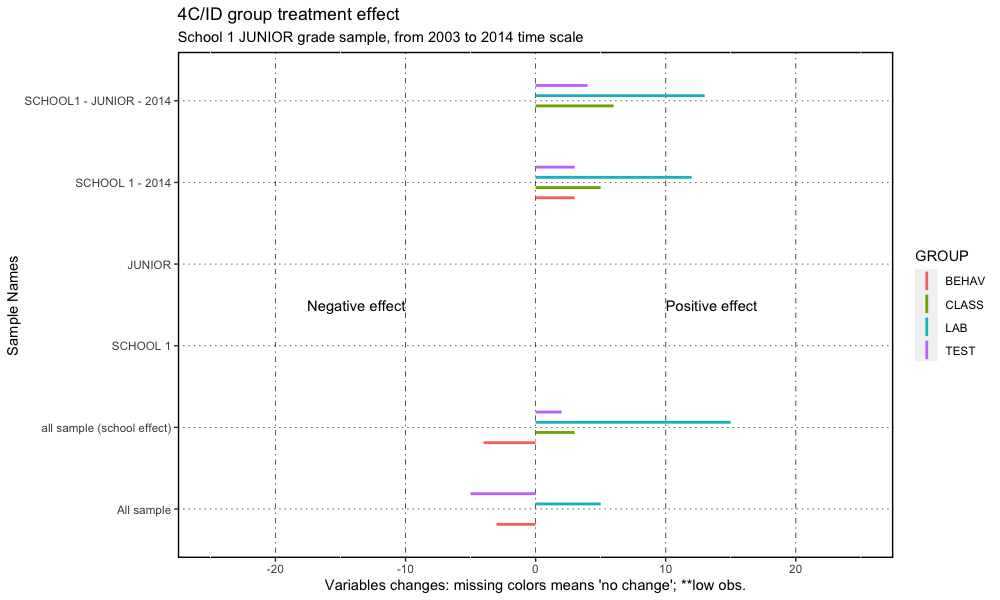 4C/ID group treatment effect
School 1 JUNIOR grade sample, from 2003 to 2014 time scale
Sample Names
SCHOOL1 - JUNIOR - 2014
SCHOOL 1 - 2014
JUNIOR
SCHOOL 1
all sample (school effect)
All sample
Negative effect
Positive effect
-20
-10
0
10
20
Variables changes: missing colors means 'no change'; **low obs.
GROUP
BEHAV
CLASS
LAB
TEST